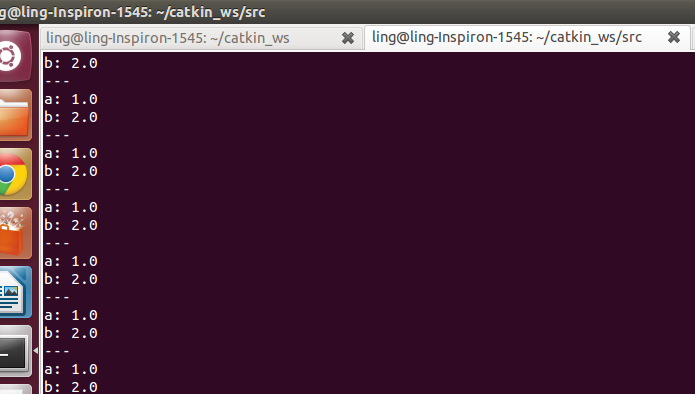 g@ling-Inspiron-1545: ~/catkin_ws/src
ling@ling-Inspiron-1545: ~/catkin_ws
ling@ling-Inspiron-1545: ~/catkin_ws/src
b: 2.0
---
a: 1.0
b: 2.0
---
a: 1.0
b: 2.0
---
a: 1.0
b: 2.0
---
a: 1.0
b: 2.0
---
a: 1.0
b: 2.0
---
a: 1.0
b: 2.0